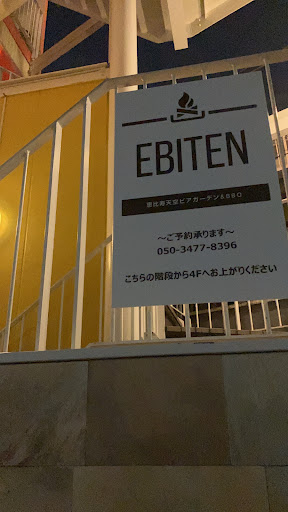 EBITEN
恵比寿天空ビアガーデン&BBQ
～ご予約承ります～
050-3477-8396
こちらの階段から4Fへお上がりください